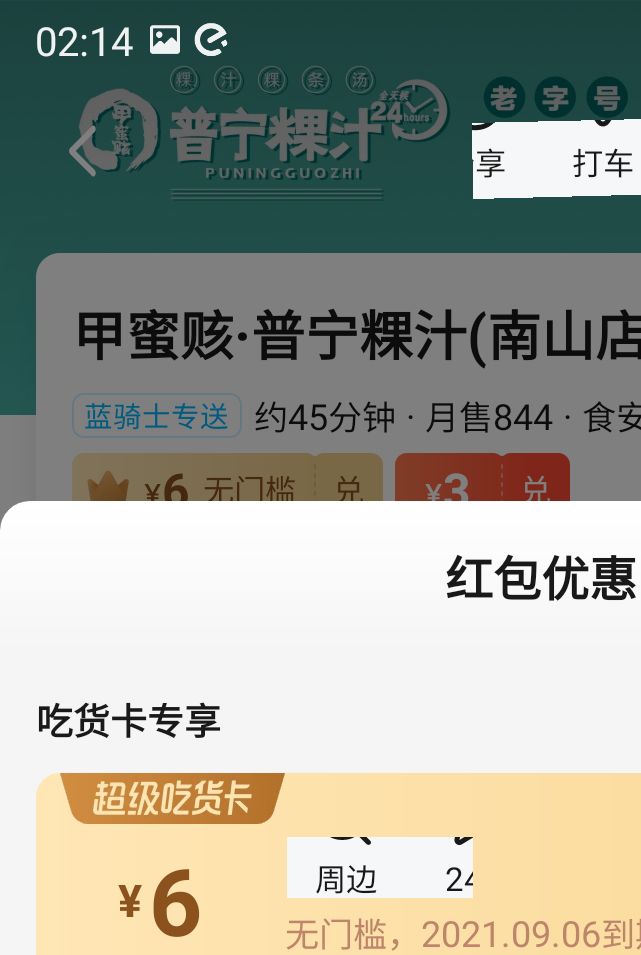 02:14
粿 汁 粿 条 汤
甲蜜赅
普宁粿汁
全天候
24
hours
PUNINGGUOZHI
老 字 号
享 打车
甲蜜赅·普宁粿汁(南山店
蓝骑士专送 约45分钟 · 月售844 · 食安
¥6 无门槛 兑 ¥3 兑
红包优惠
吃货卡专享
超级吃货卡
周边 24
¥6
无门槛，2021.09.06到期